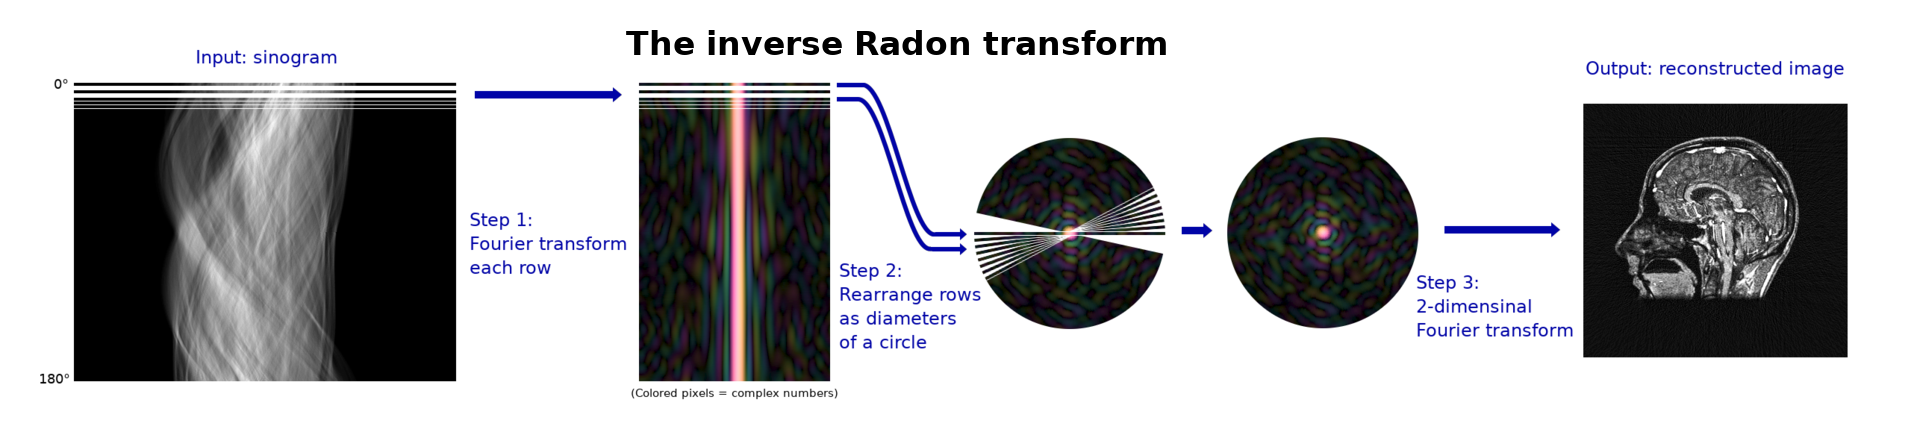 The inverse Radon transform
Input: sinogram
0°
180°
Step 1:
Fourier transform
each row
(Colored pixels = complex numbers)
Step 2:
Rearrange rows
as diameters
of a circle
Step 3:
2-dimensinal
Fourier transform
Output: reconstructed image